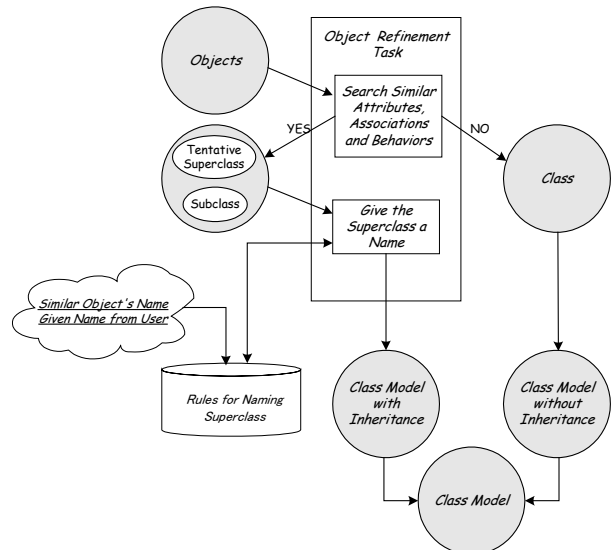 Objects
Object Refinement
Task
Search Similar
Attributes,
Associations
and Behaviors
YES
NO
Tentative
Superclass
Subclass
Class
Give the
Superclass a
Name
Similar Object's Name
Given Name from User
Rules for Naming
Superclass
Class Model
with
Inheritance
Class Model
without
Inheritance
Class Model